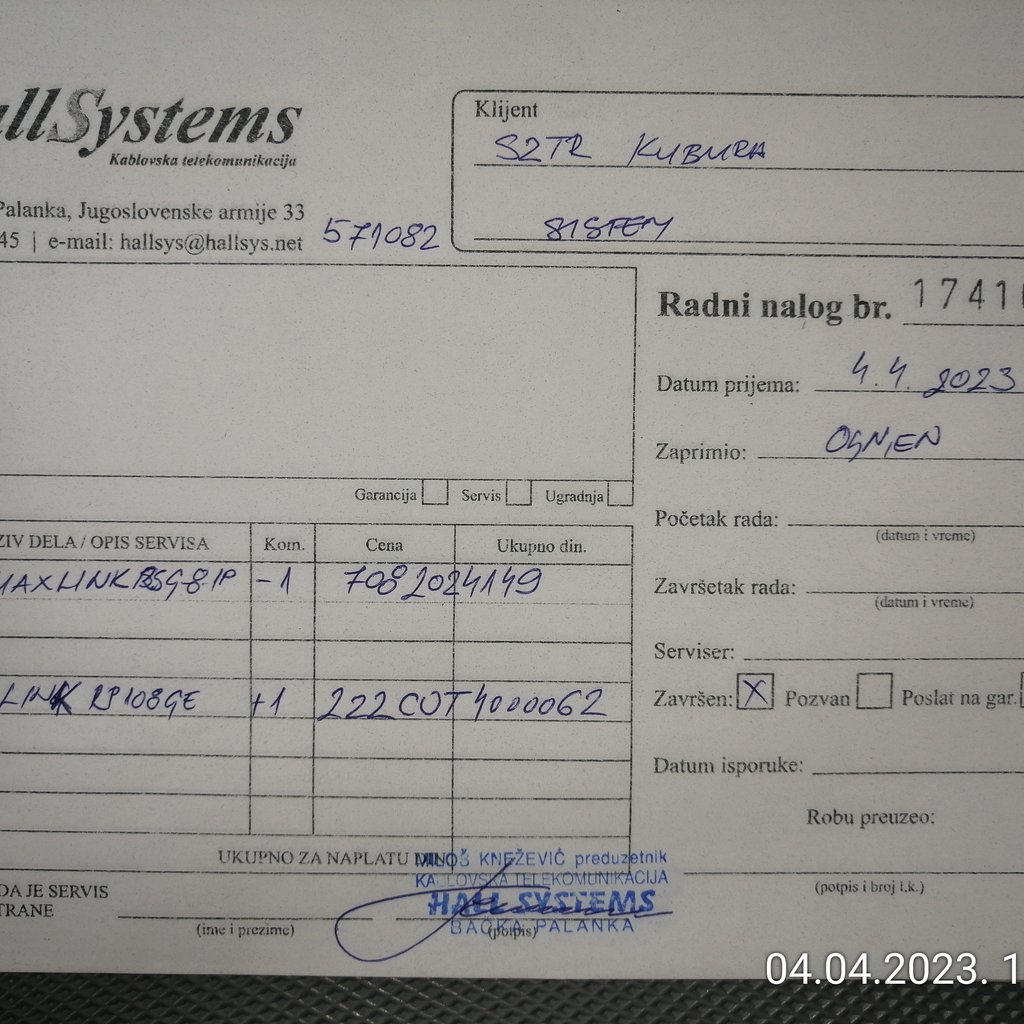 allSystems
Kablovska telekomunikacija
Palanka, Jugoslovenske armije 33
45 | e-mail: hallsys@hallsys.net
571082
Klijent
SZTR KUBURA
SISTEM
Radni nalog br. 1741
Datum prijema: 4.4.2023
Zaprimio: OGNJEN
Početak rada:
(datum i vreme)
Završetak rada:
(datum i vreme)
Serviser:
Završen: X Pozvan Poslat na gar.
Datum isporuke:
Robu preuzeo:
(potpis i broj l.k.)
Garancija Servis Ugradnja
ZIV DELA / OPIS SERVISA Kom. Cena Ukupno din.
MAXLINK PSG-8 1P -1 7082024149
LINK +1 222COT4000062
UKUPNO ZA NAPLATU
DA JE SERVIS
TRANE
(ime i prezime)
(potpis)
MILOŠ KNEŽEVIĆ preduzetnik
KABLOVSKA TELEKOMUNIKACIJA
HALL SYSTEMS
BAČKA PALANKA
04.04.2023. 1